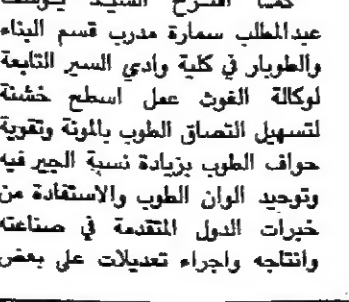 كما اقترح السيد يوسف
عبدالمطلب سمارة مدرب قسم البناء
والطوبار في كلية وادي السير التابعة
لوكالة الغوث عمل اسطح خشنة
لتسهيل التصاق الطوب بالمونة وتقوية
حواف الطوب بزيادة نسبة الجير فيه
وتوحيد الوان الطوب والاستفادة من
خبرات الدول المتقدمة في صناعته
وانتاجه واجراء تعديلات على بعض